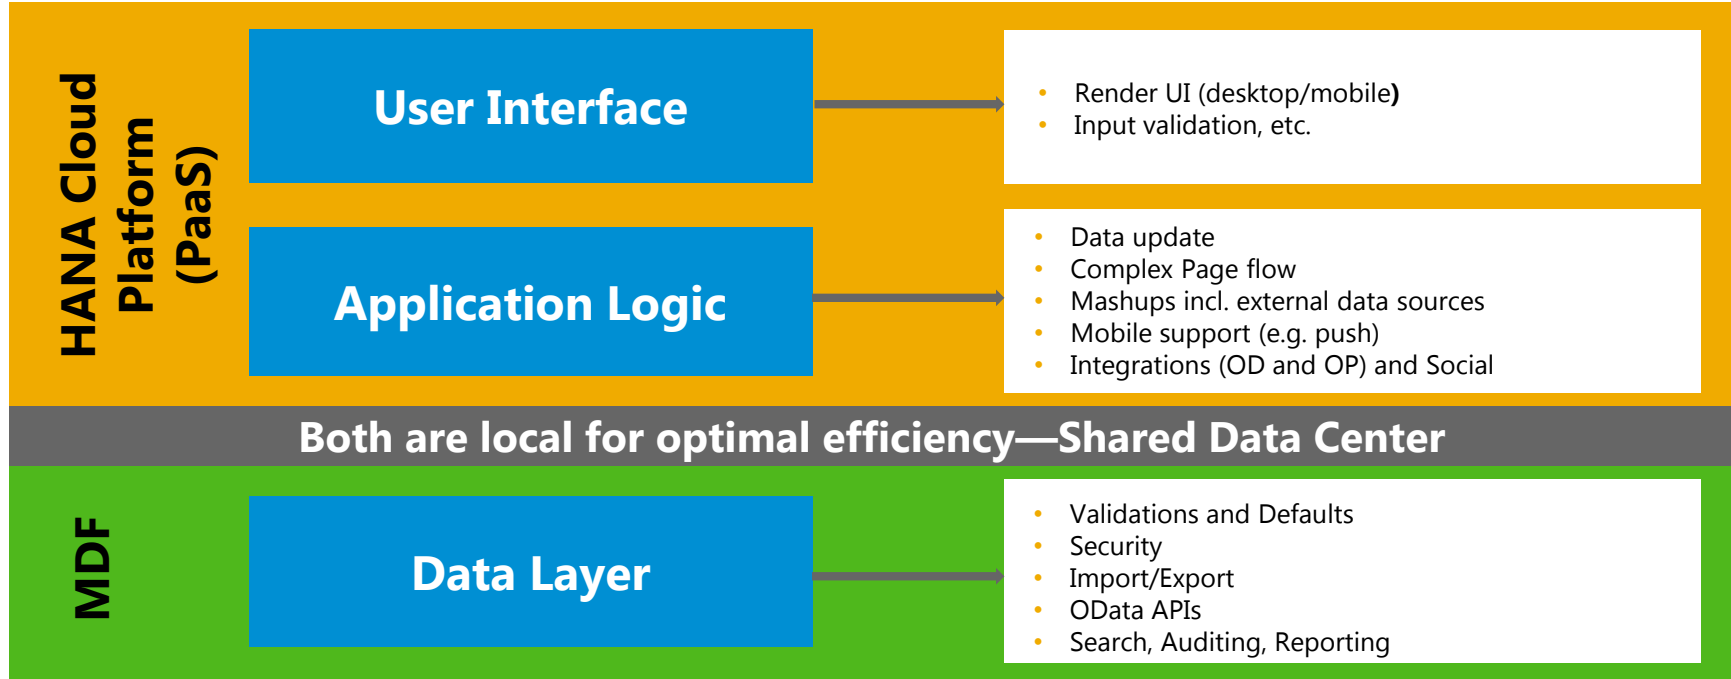 HANA Cloud
Platform
(PaaS)
User Interface
• Render UI (desktop/mobile)
• Input validation, etc.
Application Logic
• Data update
• Complex Page flow
• Mashups incl. external data sources
• Mobile support (e.g. push)
• Integrations (OD and OP) and Social
Both are local for optimal efficiency—Shared Data Center
MDF
Data Layer
• Validations and Defaults
• Security
• Import/Export
• OData APIs
• Search, Auditing, Reporting